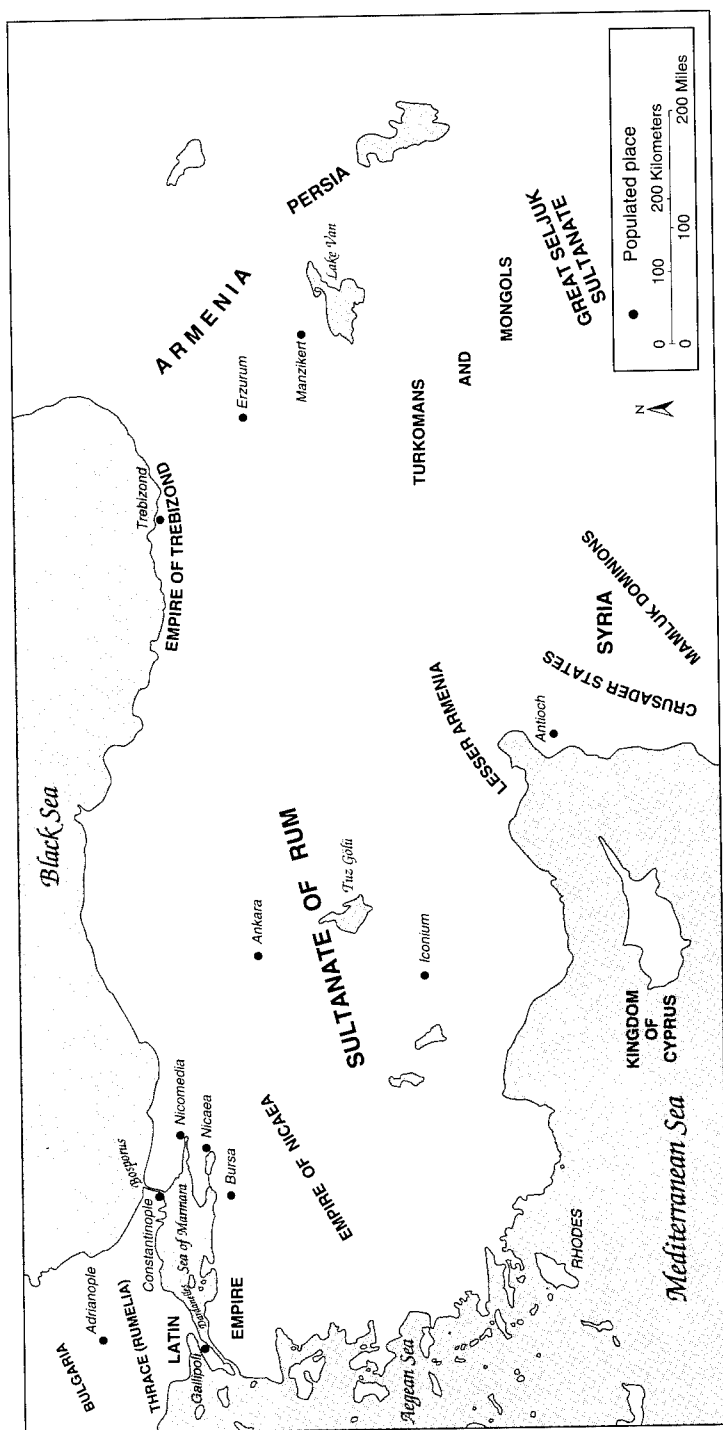 Black Sea
BULGARIA
Adrianople
THRACE (RUMELIA)
Constantinople
Bosporus
LATIN
EMPIRE
Gallipoli
Dardanelles
Sea of Marmara
Nicomedia
Nicaea
Bursa
EMPIRE OF NICAEA
Aegean Sea
RHODES
Mediterranean Sea
Ankara
SULTANATE OF RUM
Tuz Gölü
Iconium
KINGDOM
OF
CYPRUS
LESSER ARMENIA
Antioch
CRUSADER STATES
SYRIA
MAMLUK DOMINIONS
Trebizond
EMPIRE OF TREBIZOND
Erzurum
Manzikert
ARMENIA
Lake Van
PERSIA
TURKOMANS
AND
MONGOLS
GREAT SELJUK
SULTANATE
N
Populated place
0 100 200 Kilometers
0 100 200 Miles